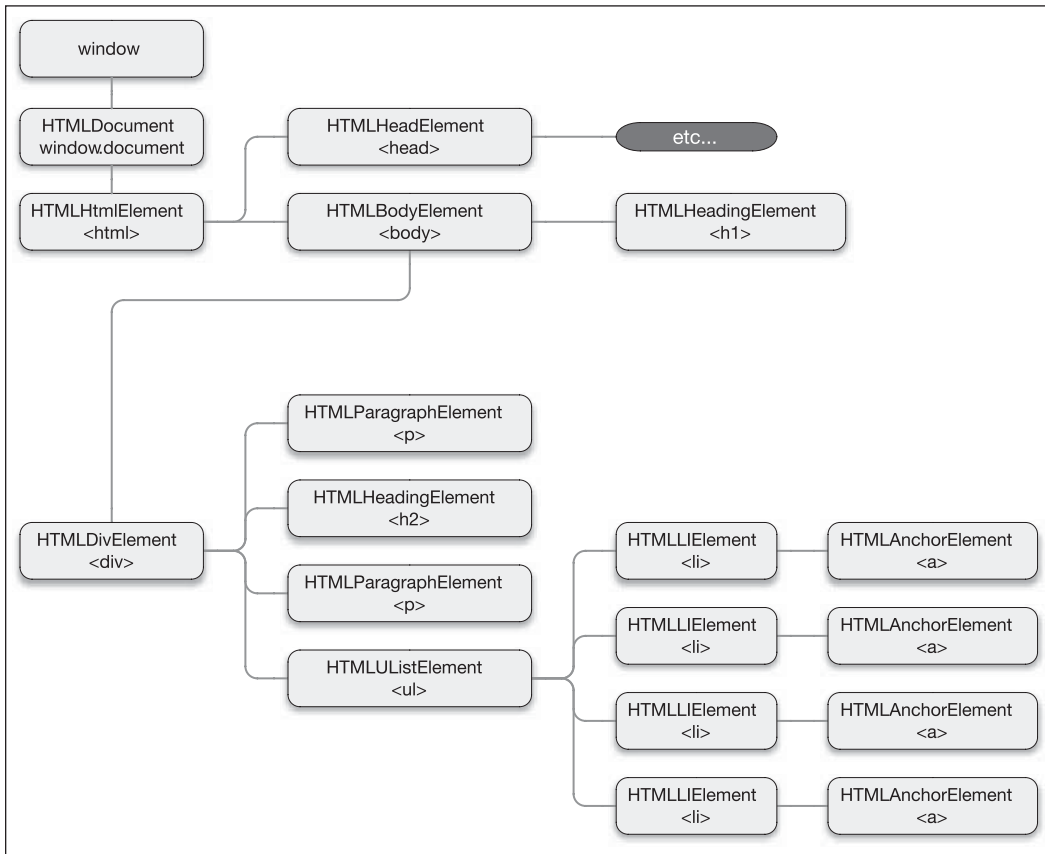 window
HTMLDocument
window.document
HTMLHtmlElement
<html>
HTMLHeadElement
<head>
etc...
HTMLBodyElement
<body>
HTMLHeadingElement
<h1>
HTMLDivElement
<div>
HTMLParagraphElement
<p>
HTMLHeadingElement
<h2>
HTMLParagraphElement
<p>
HTMLUListElement
<ul>
HTMLLIElement
<li>
HTMLAnchorElement
<a>
HTMLLIElement
<li>
HTMLAnchorElement
<a>
HTMLLIElement
<li>
HTMLAnchorElement
<a>
HTMLLIElement
<li>
HTMLAnchorElement
<a>